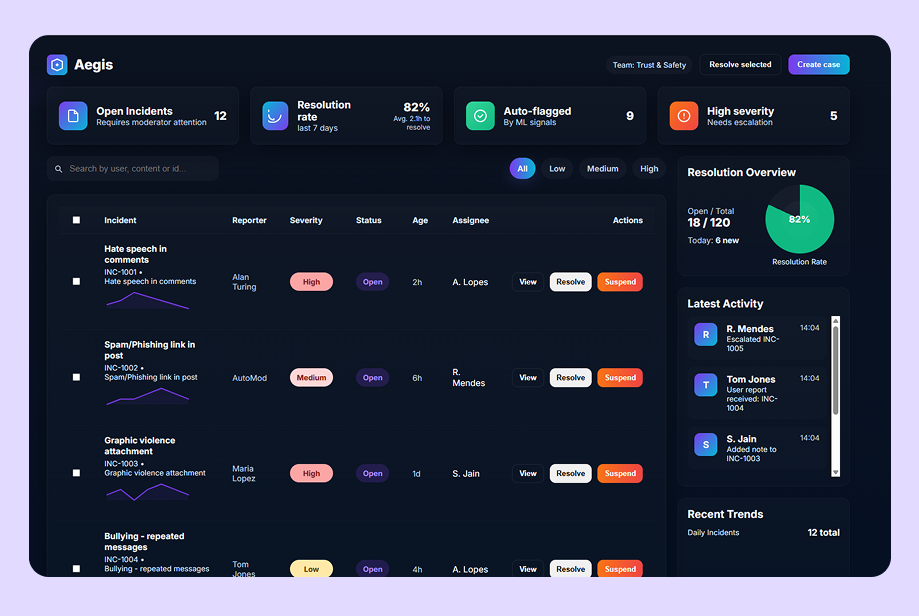 Aegis
Team: Trust & Safety
Resolve selected
Create case
Open Incidents
Requires moderator attention
12
Resolution
rate
last 7 days
82%
Avg. 2.1h to
resolve
Auto-flagged
By ML signals
9
High severity
Needs escalation
5
Search by user, content or id...
All
Low
Medium
High
Incident
Reporter
Severity
Status
Age
Assignee
Actions
Hate speech in
comments
INC-1001 •
Hate speech in comments
Alan
Turing
High
Open
2h
A. Lopes
View
Resolve
Suspend
Spam/Phishing link in
post
INC-1002 •
Spam/Phishing link in post
AutoMod
Medium
Open
6h
R.
Mendes
View
Resolve
Suspend
Graphic violence
attachment
INC-1003 •
Graphic violence attachment
Maria
Lopez
High
Open
1d
S. Jain
View
Resolve
Suspend
Bullying - repeated
messages
INC-1004 •
Bullying - repeated messages
Tom
Jones
Low
Open
4h
A. Lopes
View
Resolve
Suspend
Resolution Overview
Open / Total
18 / 120
Today: 6 new
82%
Resolution Rate
Latest Activity
R
R. Mendes
Escalated INC-
1005
14:04
T
Tom Jones
User report
received: INC-
1004
14:04
S
S. Jain
Added note to
INC-1003
14:04
Recent Trends
Daily Incidents
12 total